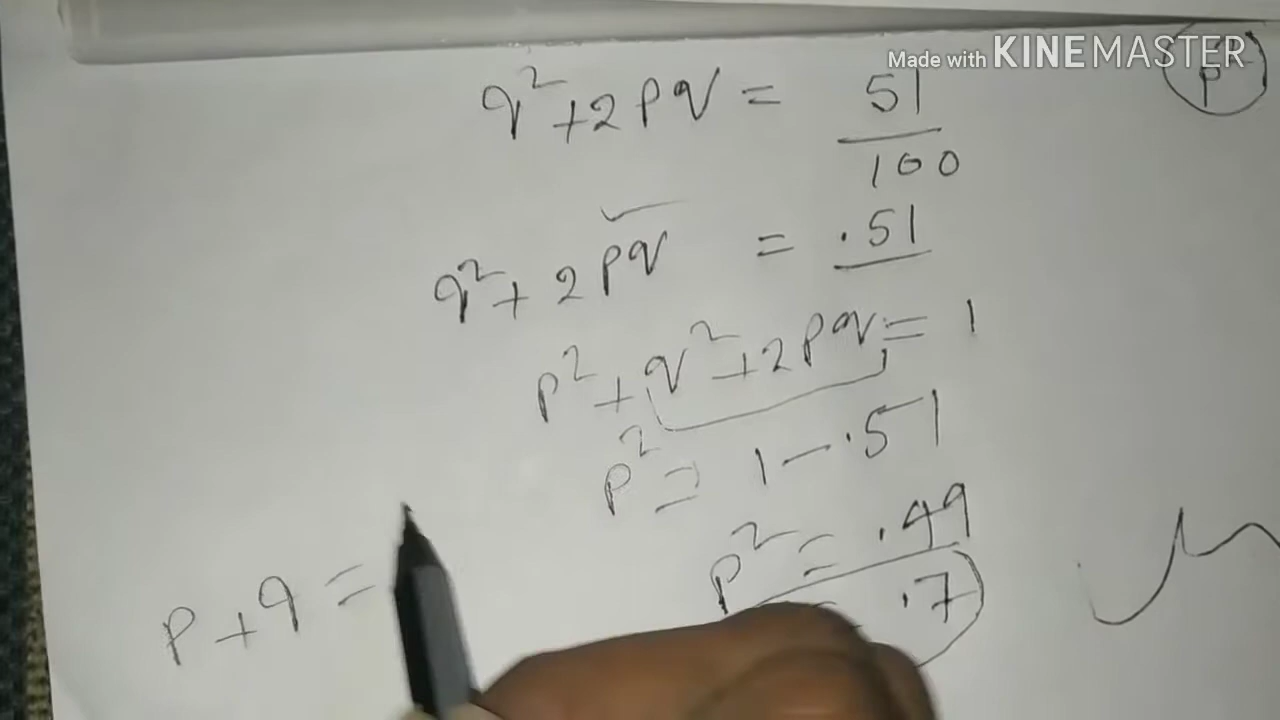 Made with KINEMASTER
q² + 2pq = 51/100
q² + 2pq = .51
p² + q² + 2pq = 1
p² = 1 - .51
p² = .49
.7
p + q =